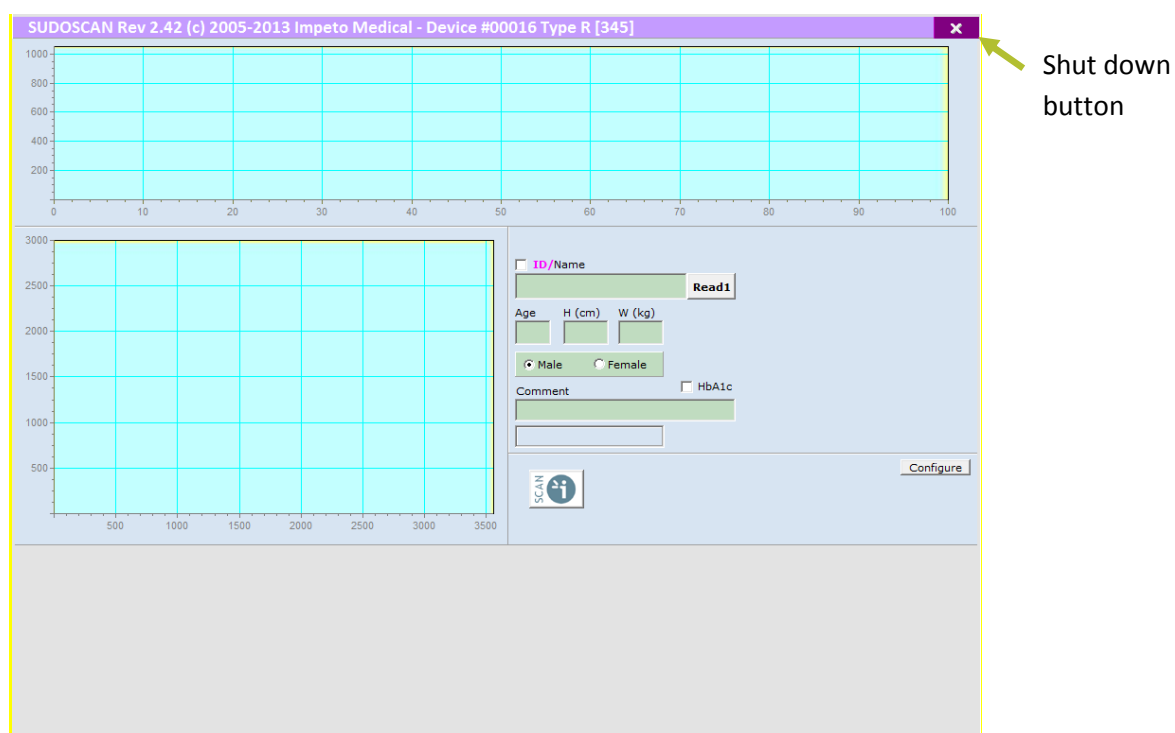 SUDOSCAN Rev 2.42 (c) 2005-2013 Impeto Medical - Device #00016 Type R [345]
×
Shut down
button
1000
800
600
400
200
0 10 20 30 40 50 60 70 80 90 100
3000
2500
2000
1500
1000
500
500 1000 1500 2000 2500 3000 3500
ID/Name
Read1
Age H (cm) W (kg)
Male Female
Comment HbA1c
SCAN i
Configure